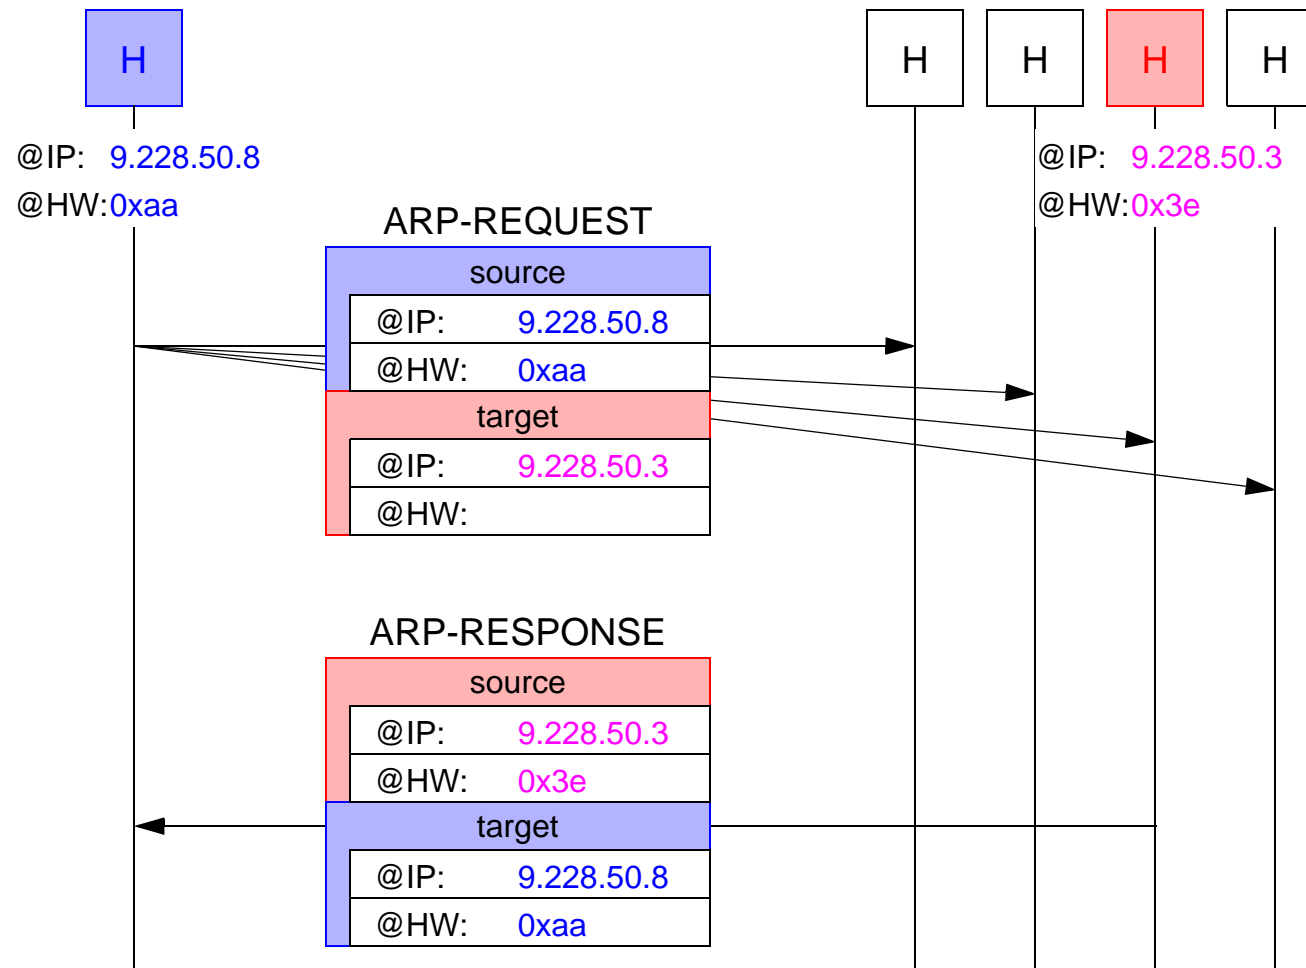 H H H H H
@IP: 9.228.50.8 @IP: 9.228.50.3
@HW:0xaa @HW:0x3e
ARP-REQUEST
source
@IP: 9.228.50.8
@HW: 0xaa
target
@IP: 9.228.50.3
@HW:
ARP-RESPONSE
source
@IP: 9.228.50.3
@HW: 0x3e
target
@IP: 9.228.50.8
@HW: 0xaa